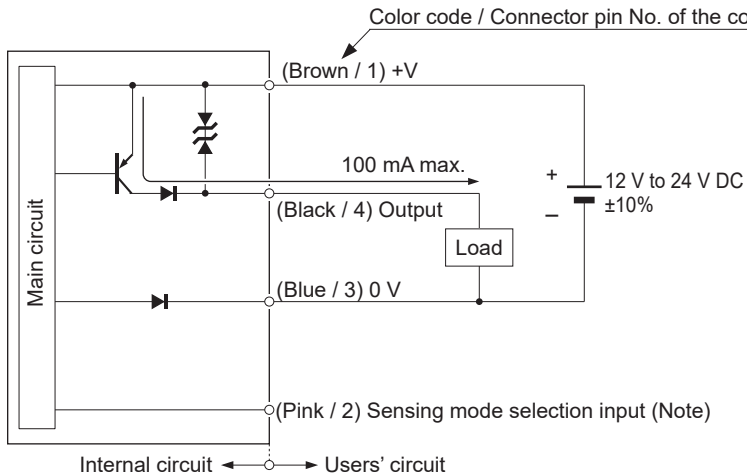 Color code / Connector pin No. of the co
(Brown / 1) +V
100 mA max.
+
12 V to 24 V DC
−
±10%
(Black / 4) Output
Load
Main circuit
(Blue / 3) 0 V
(Pink / 2) Sensing mode selection input (Note)
Internal circuit
Users' circuit